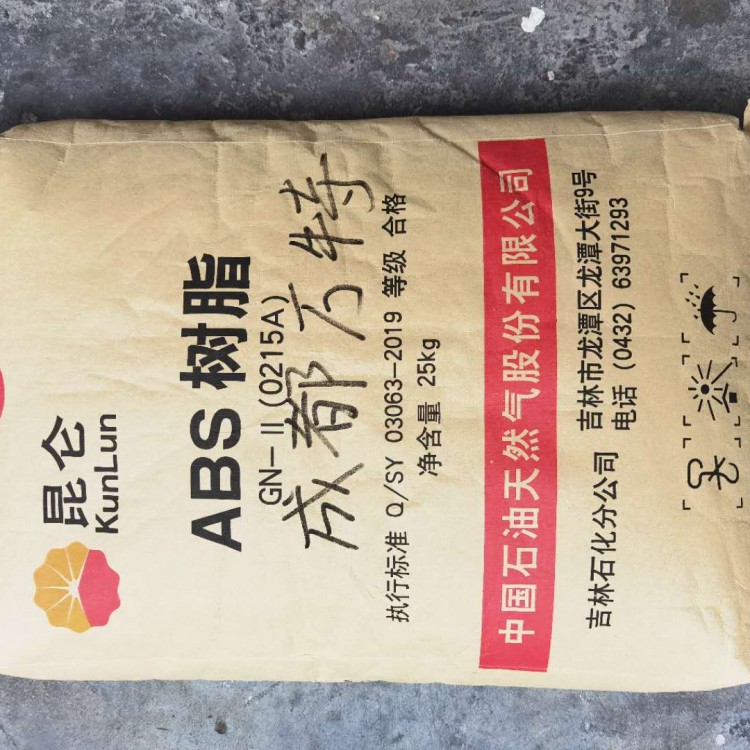 昆仑
KunLun
ABS 树脂
GN-Ⅱ (0215A)
成都方特
执行标准 Q/SY 03063-2019 等级 合格
净含量 25kg
中国石油天然气股份有限公司
吉林石化分公司 吉林市龙潭区龙潭大街9号
电话 (0432) 63971293